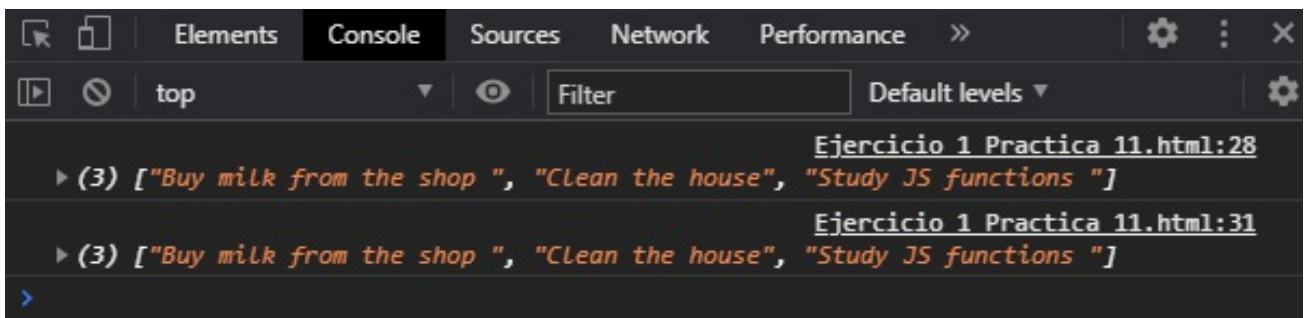 Elements Console Sources Network Performance »
top Filter Default levels
Ejercicio 1 Practica 11.html:28
(3) ["Buy milk from the shop ", "Clean the house", "Study JS functions "]
Ejercicio 1 Practica 11.html:31
(3) ["Buy milk from the shop ", "Clean the house", "Study JS functions "]
>